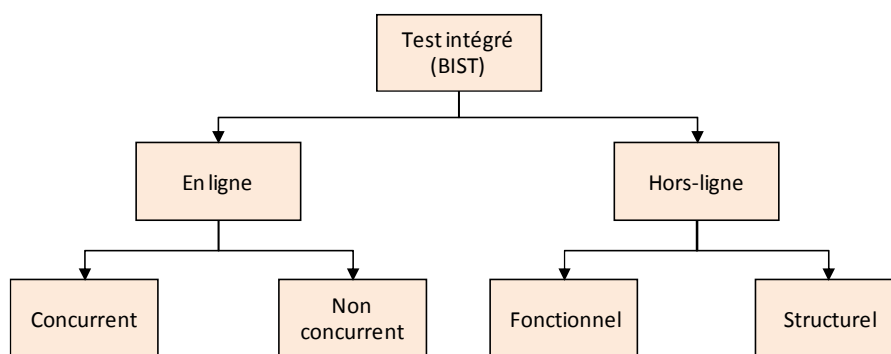 Test intégré
(BIST)
En ligne
Hors-ligne
Concurrent
Non
concurrent
Fonctionnel
Structurel